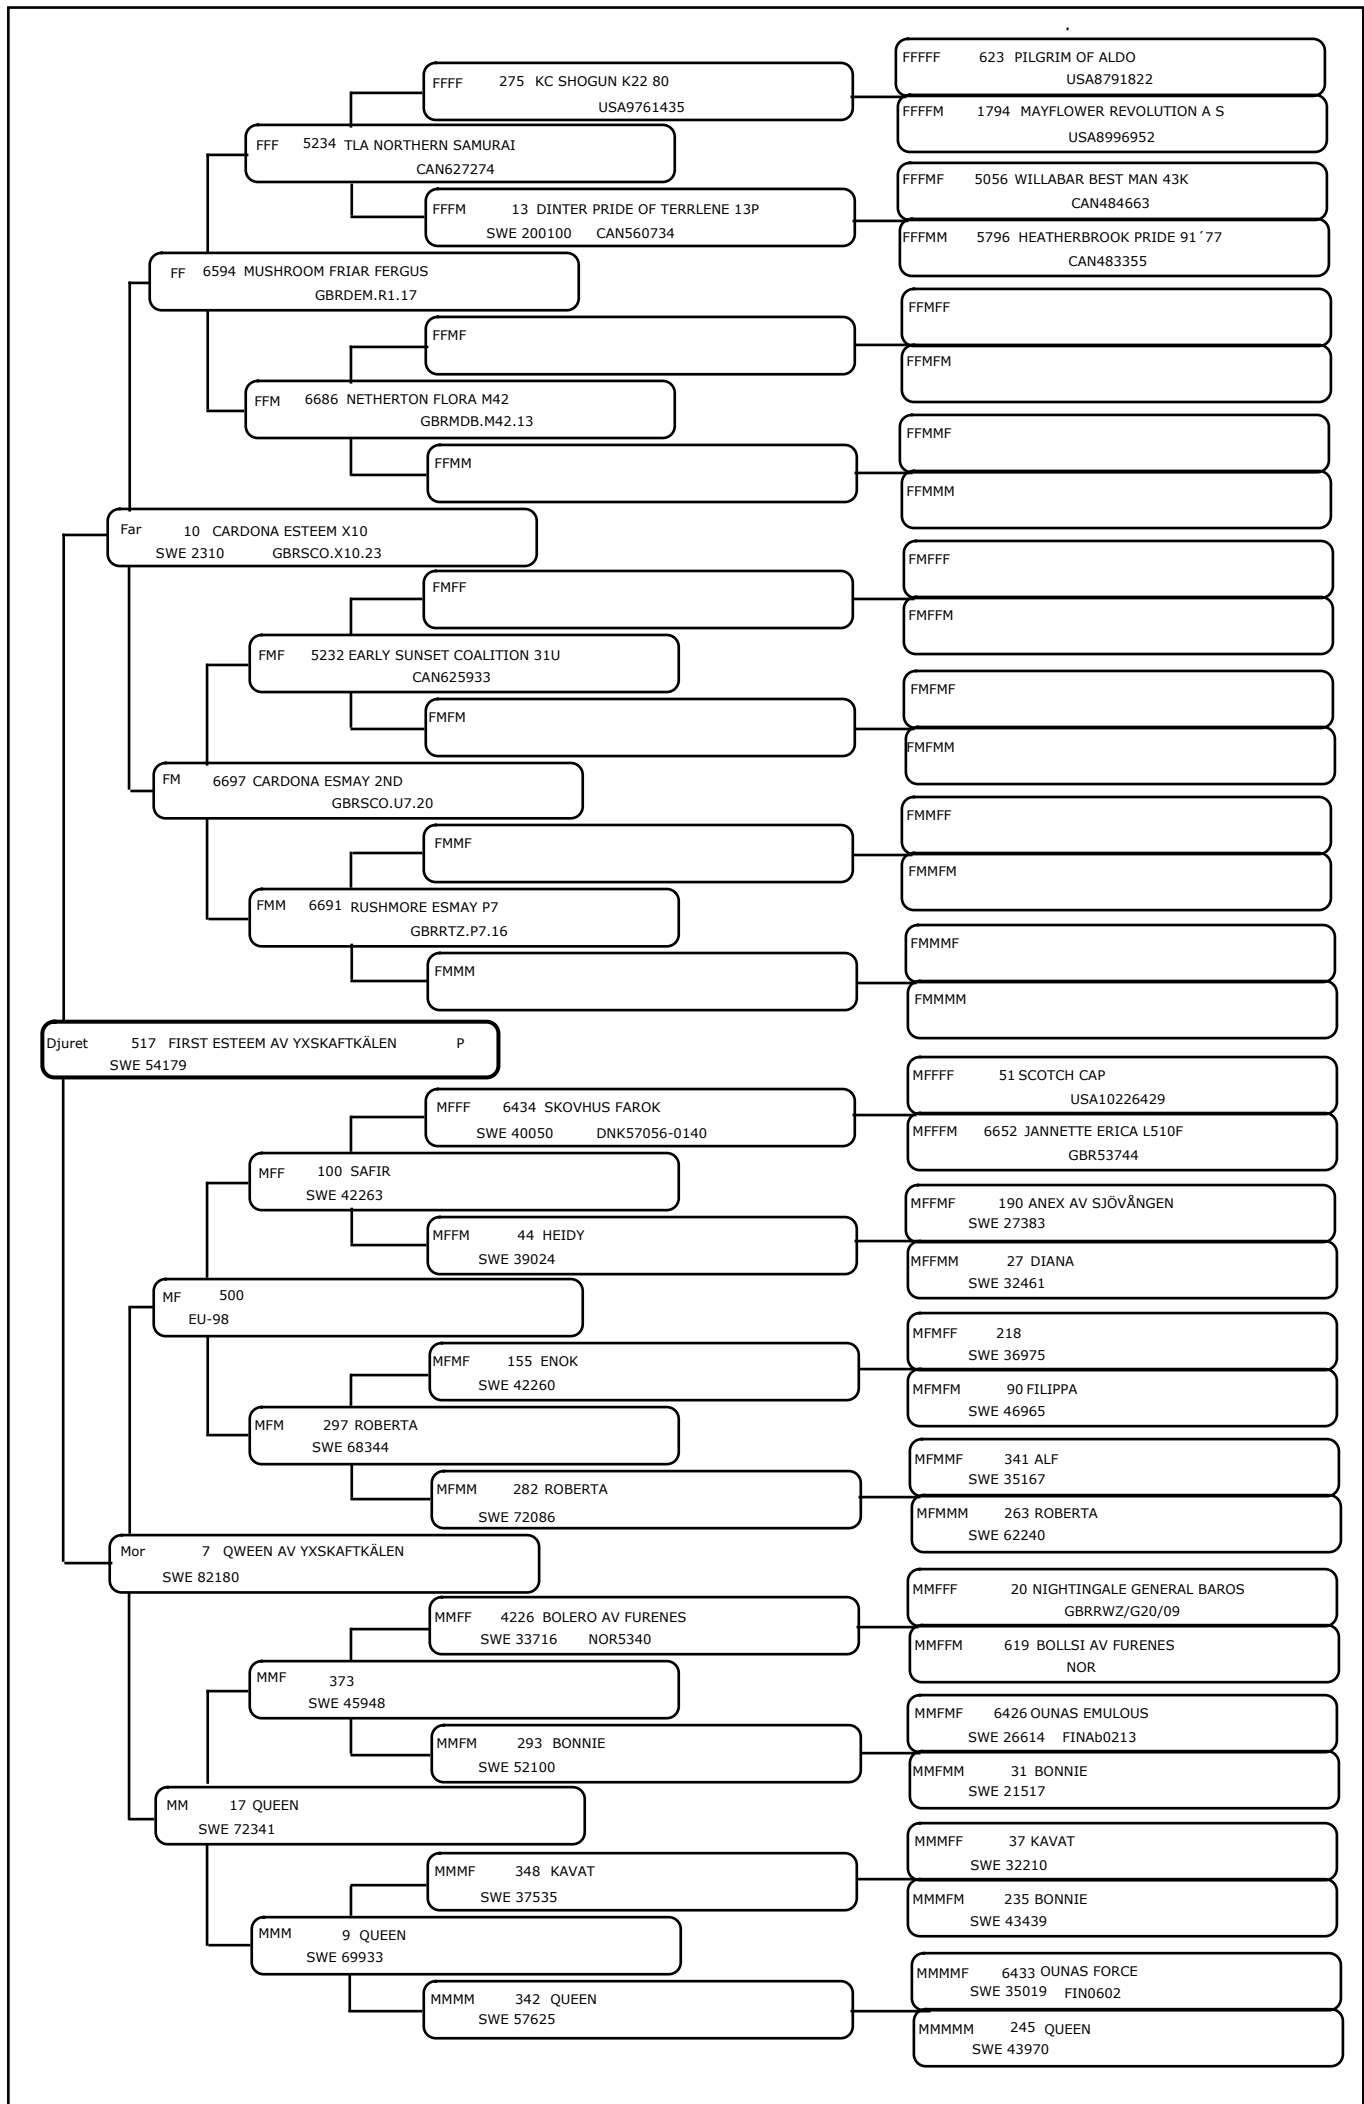 FFFFF 623 PILGRIM OF ALDO
USA8791822
FFFF 275 KC SHOGUN K22 80
USA9761435
FFFFM 1794 MAYFLOWER REVOLUTION A S
USA8996952
FFF 5234 TLA NORTHERN SAMURAI
CAN627274
FFFMF 5056 WILLABAR BEST MAN 43K
CAN484663
FFFM 13 DINTER PRIDE OF TERRLENE 13P
SWE 200100 CAN560734
FFFMM 5796 HEATHERBROOK PRIDE 91´77
CAN483355
FF 6594 MUSHROOM FRIAR FERGUS
GBRDEM.R1.17
FFMFF
FFMF
FFMFM
FFM 6686 NETHERTON FLORA M42
GBRMDB.M42.13
FFMMF
FFMM
FFMMM
Far 10 CARDONA ESTEEM X10
SWE 2310 GBRSCO.X10.23
FMFFF
FMFF
FMFFM
FMF 5232 EARLY SUNSET COALITION 31U
CAN625933
FMFMF
FMFM
FMFMM
FM 6697 CARDONA ESMAY 2ND
GBRSCO.U7.20
FMMFF
FMMF
FMMFM
FMM 6691 RUSHMORE ESMAY P7
GBRRTZ.P7.16
FMMMF
FMMM
FMMMM
Djuret 517 FIRST ESTEEM AV YXSKAFTKÄLEN P
SWE 54179
MFFFF 51 SCOTCH CAP
USA10226429
MFFF 6434 SKOVHUS FAROK
SWE 40050 DNK57056-0140
MFFFM 6652 JANNETTE ERICA L510F
GBR53744
MFF 100 SAFIR
SWE 42263
MFFMF 190 ANEX AV SJÖVÅNGEN
SWE 27383
MFFM 44 HEIDY
SWE 39024
MFFMM 27 DIANA
SWE 32461
MF 500
EU-98
MFMFF 218
SWE 36975
MFMF 155 ENOK
SWE 42260
MFMFM 90 FILIPPA
SWE 46965
MFM 297 ROBERTA
SWE 68344
MFMMF 341 ALF
SWE 35167
MFMM 282 ROBERTA
SWE 72086
MFMMM 263 ROBERTA
SWE 62240
Mor 7 QWEEN AV YXSKAFTKÄLEN
SWE 82180
MMFFF 20 NIGHTINGALE GENERAL BAROS
GBRRWZ/G20/09
MMFF 4226 BOLERO AV FURENES
SWE 33716 NOR5340
MMFFM 619 BOLLSI AV FURENES
NOR
MMF 373
SWE 45948
MMFMF 6426 OUNAS EMULOUS
SWE 26614 FINAb0213
MMFM 293 BONNIE
SWE 52100
MMFMM 31 BONNIE
SWE 21517
MM 17 QUEEN
SWE 72341
MMMFF 37 KAVAT
SWE 32210
MMMF 348 KAVAT
SWE 37535
MMMFM 235 BONNIE
SWE 43439
MMM 9 QUEEN
SWE 69933
MMMMF 6433 OUNAS FORCE
SWE 35019 FIN0602
MMMM 342 QUEEN
SWE 57625
MMMMM 245 QUEEN
SWE 43970